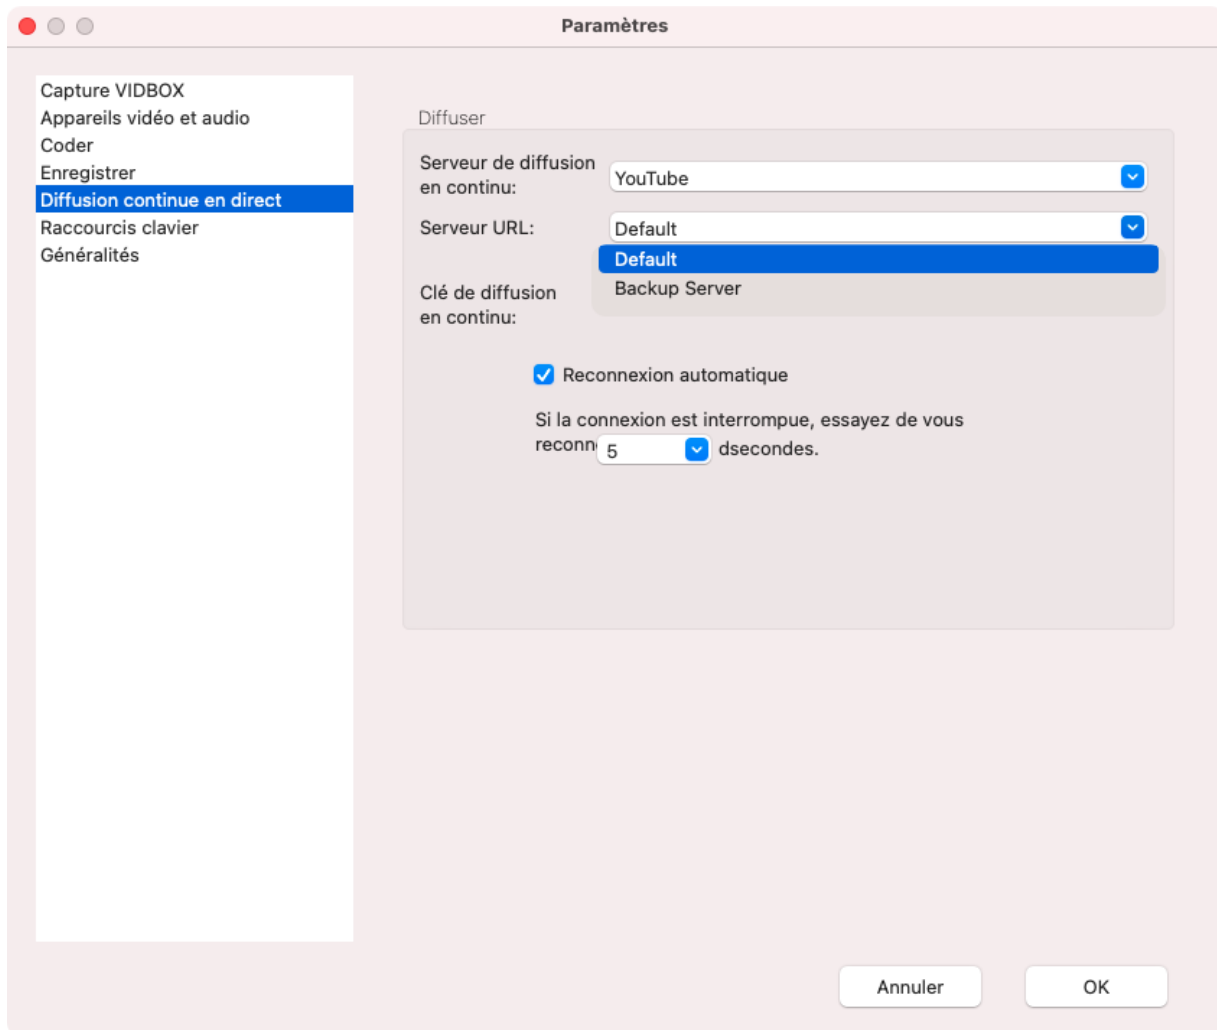 Paramètres
Capture VIDBOX
Appareils vidéo et audio
Coder
Enregistrer
Diffusion continue en direct
Raccourcis clavier
Généralités
Diffuser
Serveur de diffusion
en continu:
YouTube
Serveur URL:
Default
Default
Backup Server
Clé de diffusion
en continu:
Reconnexion automatique
Si la connexion est interrompue, essayez de vous
reconn 5 dsecondes.
Annuler
OK